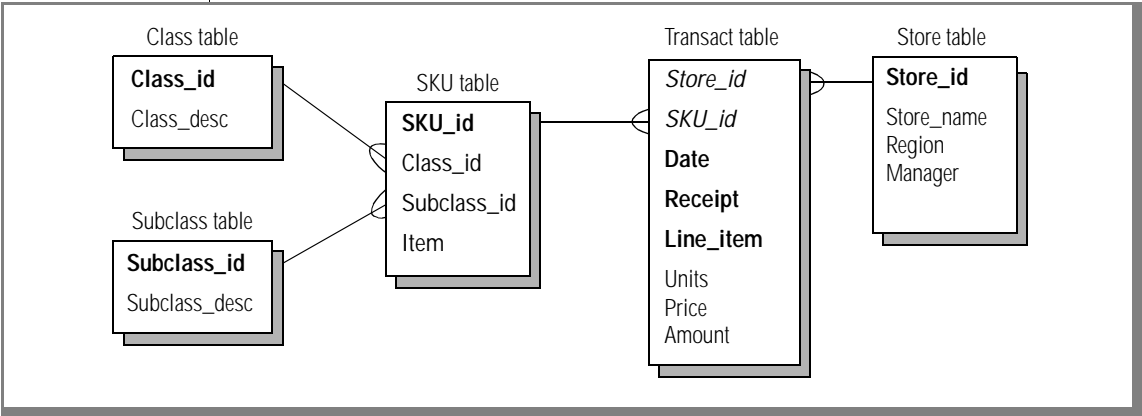 Class table
Class_id
Class_desc
Subclass table
Subclass_id
Subclass_desc
SKU table
SKU_id
Class_id
Subclass_id
Item
Transact table
Store_id
SKU_id
Date
Receipt
Line_item
Units
Price
Amount
Store table
Store_id
Store_name
Region
Manager